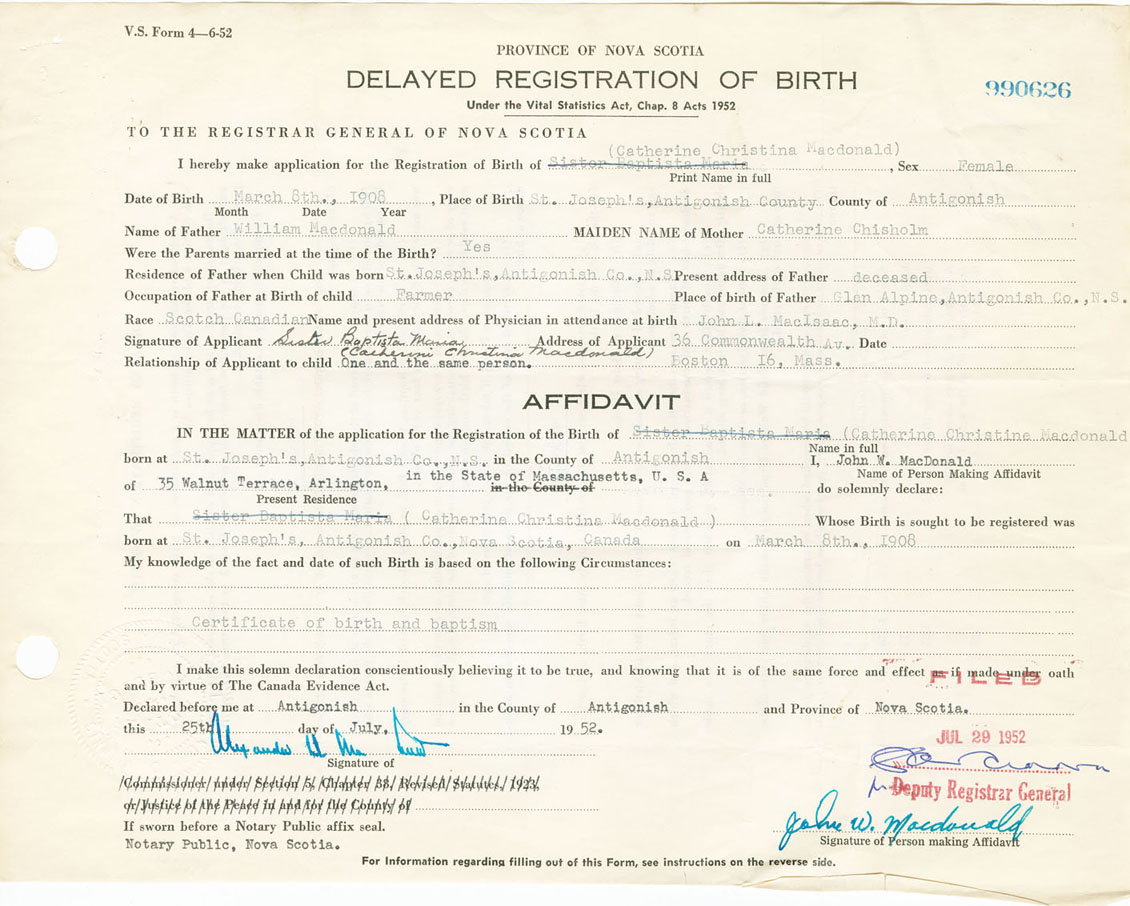 V.S. Form 4—6-52
PROVINCE OF NOVA SCOTIA
DELAYED REGISTRATION OF BIRTH
990626
Under the Vital Statistics Act, Chap. 8 Acts 1952
TO THE REGISTRAR GENERAL OF NOVA SCOTIA
(Catherine Christina Macdonald)
I hereby make application for the Registration of Birth of Sister Baptista Maria, Sex Female
Print Name in full
Date of Birth March 8th., 1908, Place of Birth St. Joseph's,Antigonish County County of Antigonish
Month Date Year
Name of Father William Macdonald MAIDEN NAME of Mother Catherine Chisholm
Were the Parents married at the time of the Birth? Yes
Residence of Father when Child was born St.Joseph's,Antigonish Co.,N.S. Present address of Father deceased
Occupation of Father at Birth of child Farmer Place of birth of Father Glen Alpine,Antigonish Co.,N.S.
Race Scotch Canadian Name and present address of Physician in attendance at birth John L. MacIsaac, M.D.
Signature of Applicant Sister Baptista Maria Address of Applicant 36 Commonwealth Av. Date
(Catherine Christina Macdonald)
Relationship of Applicant to child One and the same person. Boston 16, Mass.
AFFIDAVIT
IN THE MATTER of the application for the Registration of the Birth of Sister Baptista Maria (Catherine Christine Macdonald
Name in full
born at St. Joseph's,Antigonish Co.,N.S. in the County of Antigonish I, John W. MacDonald
Name of Person Making Affidavit
of 35 Walnut Terrace, Arlington, in the State of Massachusetts, U. S. A in the County of do solemnly declare:
Present Residence
That Sister Baptista Maria ( Catherine Christina Macdonald ) Whose Birth is sought to be registered was
born at St. Joseph's, Antigonish Co.,Nova Scotia, Canada on March 8th., 1908
My knowledge of the fact and date of such Birth is based on the following Circumstances:
Certificate of birth and baptism
I make this solemn declaration conscientiously believing it to be true, and knowing that it is of the same force and effect as if made under oath
and by virtue of The Canada Evidence Act.
FILED
Declared before me at Antigonish in the County of Antigonish and Province of Nova Scotia.
this 25th day of July, 19 52.
JUL 29 1952
Alexander
Signature of
Commissioner under Section 5, Chapter 38, Revised Statutes, 1923,
Deputy Registrar General
or Justice of the Peace in and for the County of
If sworn before a Notary Public affix seal.
John W. Macdonald
Signature of Person making Affidavit
Notary Public, Nova Scotia.
For Information regarding filling out of this Form, see instructions on the reverse side.